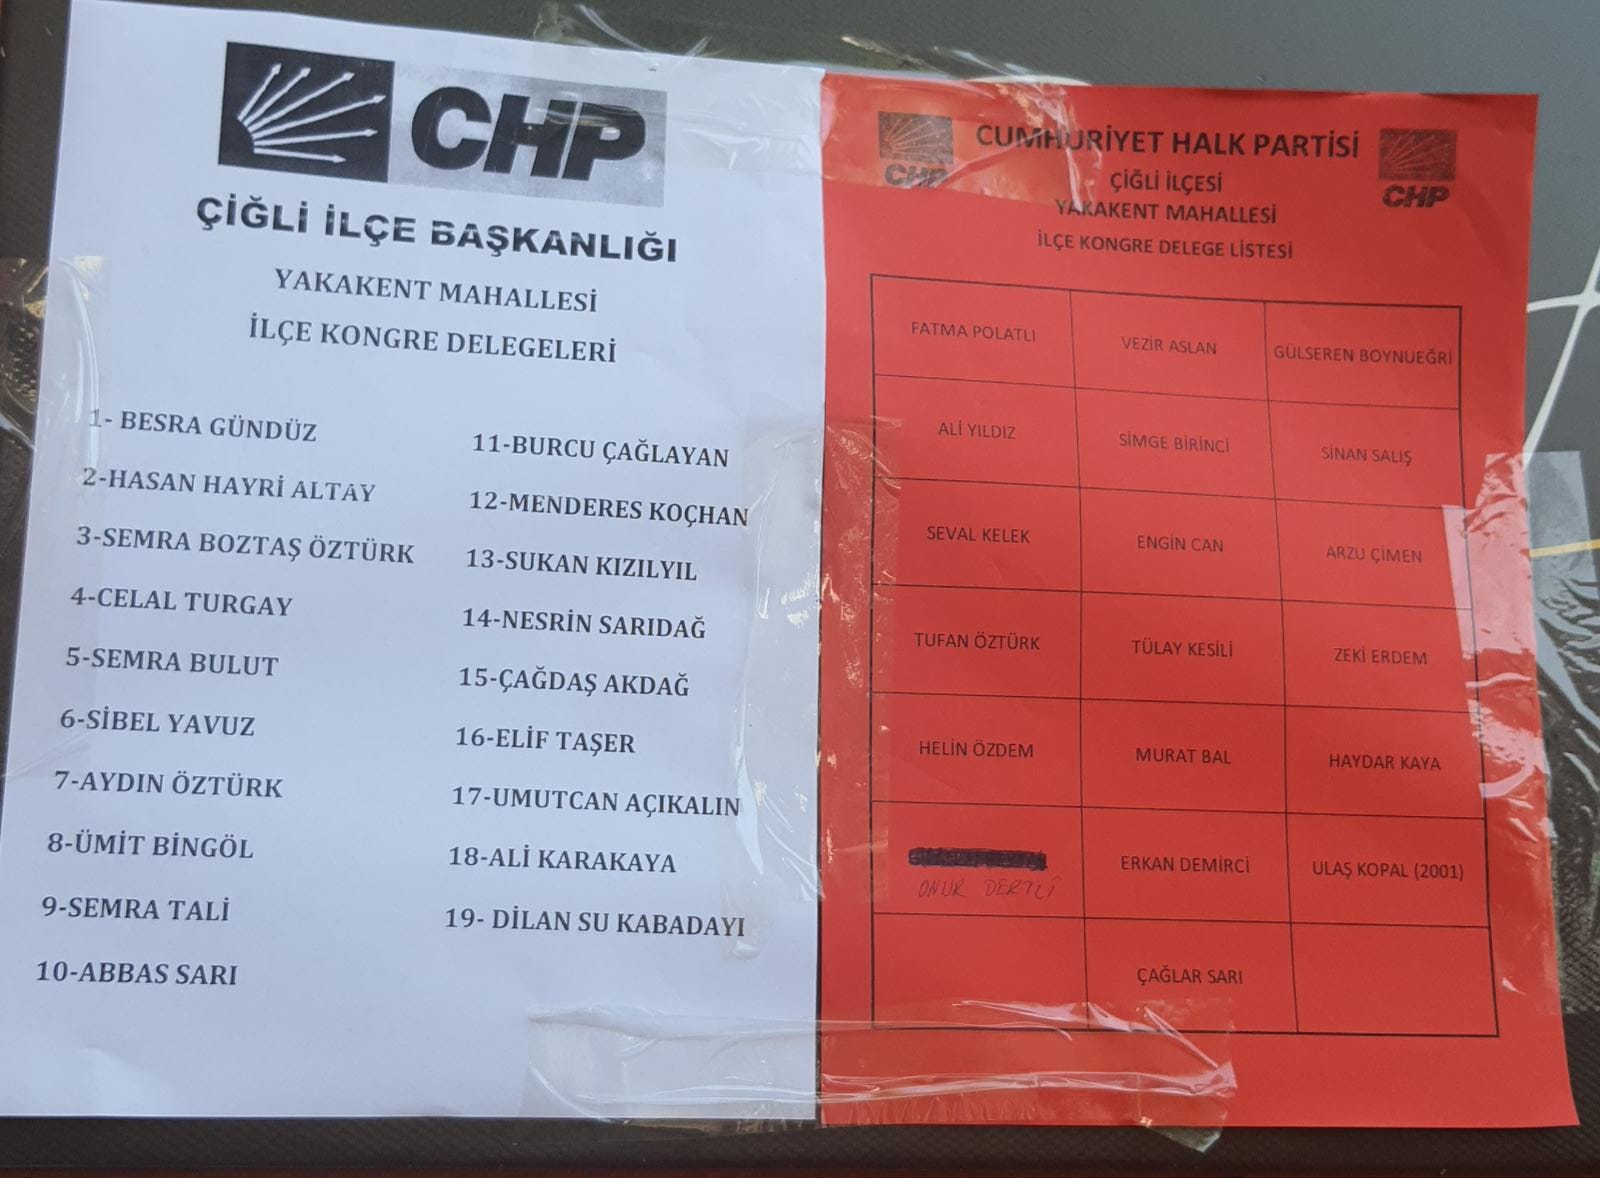 CHP
ÇİĞLİ İLÇE BAŞKANLIĞI
YAKAKENT MAHALLESİ
İLÇE KONGRE DELEGELERİ
1- BESRA GÜNDÜZ
2-HASAN HAYRİ ALTAY
3-SEMRA BOZTAŞ ÖZTÜRK
4-CELAL TURGAY
5-SEMRA BULUT
6-SİBEL YAVUZ
7-AYDIN ÖZTÜRK
8-ÜMİT BİNGÖL
9-SEMRA TALİ
10-ABBAS SARI
11-BURCU ÇAĞLAYAN
12-MENDERES KOÇHAN
13-SUKAN KIZILYIL
14-NESRİN SARIDAĞ
15-ÇAĞDAŞ AKDAĞ
16-ELİF TAŞER
17-UMUTCAN AÇIKALIN
18-ALİ KARAKAYA
19- DİLAN SU KABADAYI
CHP
CUMHURİYET HALK PARTİSİ
CHP
ÇİĞLİ İLÇESİ
YAKAKENT MAHALLESİ
İLÇE KONGRE DELEGE LİSTESİ
FATMA POLATLI VEZİR ASLAN GÜLSEREN BOYNUEĞRİ
ALİ YILDIZ SİMGE BİRİNCİ SİNAN SALIŞ
SEVAL KELEK ENGİN CAN ARZU ÇİMEN
TUFAN ÖZTÜRK TÜLAY KESİLİ ZEKİ ERDEM
HELİN ÖZDEM MURAT BAL HAYDAR KAYA
ONUR DERTLİ ERKAN DEMİRCİ ULAŞ KOPAL (2001)
ÇAĞLAR SARI